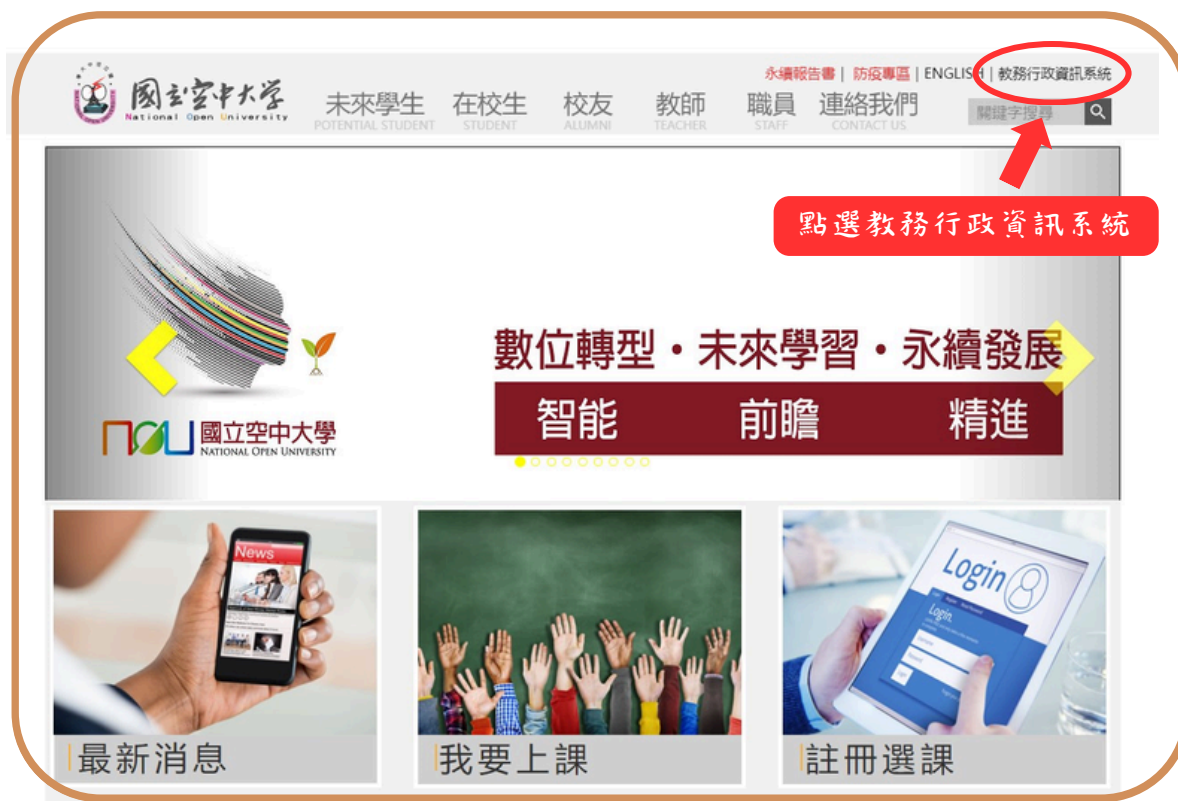 永續報告書 | 防疫專區 | ENGLISH | 教務行政資訊系統
國立空中大学
National Open University
未來學生 在校生 校友 教師 職員 連絡我們
POTENTIAL STUDENT STUDENT ALUMNI TEACHER STAFF CONTACT US
關鍵字搜尋
點選教務行政資訊系統
數位轉型・未來學習・永續發展
智能 前瞻 精進
nou 國立空中大學
NATIONAL OPEN UNIVERSITY
News
Login
Login.
Login
最新消息
我要上課
註冊選課